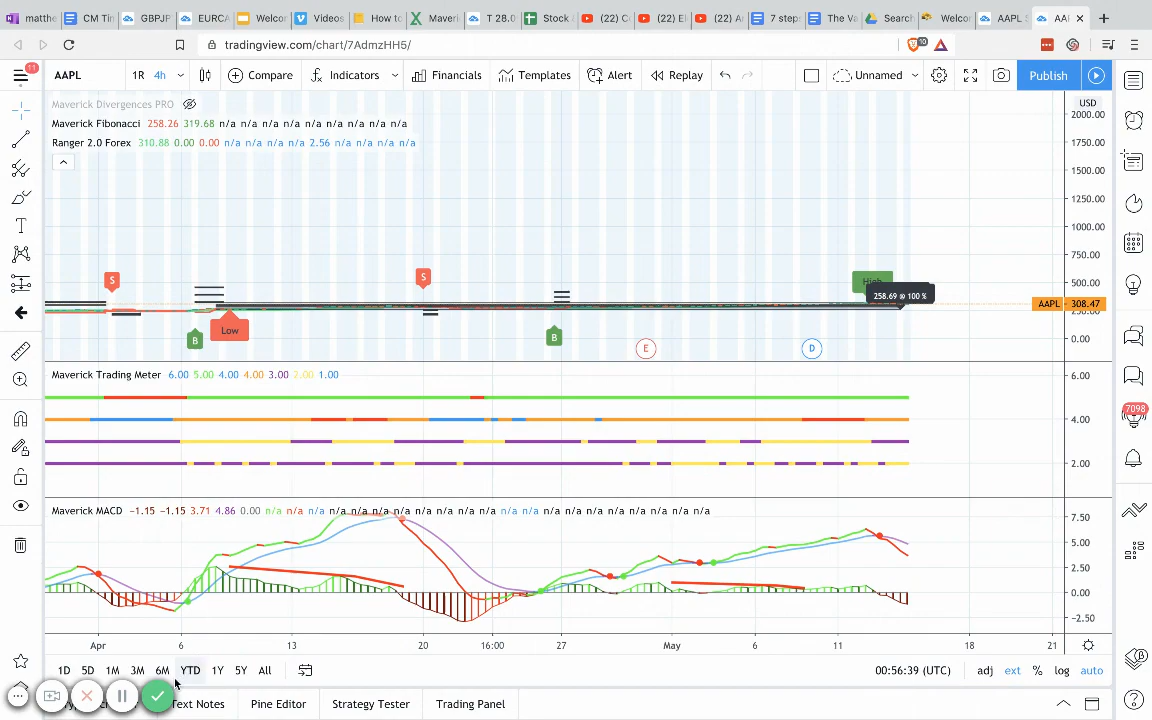 matthe CM Tin GBPJP EURCA Welcor Videos How to Maveri T 28.0 Stock & (22) C (22) El (22) Ar 7 steps The Va Search Welcor AAPL S AAI
tradingview.com/chart/7AdmzHH5/ 10
11 AAPL 1R 4h Compare Indicators Financials Templates Alert Replay Unnamed Publish
Maverick Divergences PRO USD
Maverick Fibonacci 258.26 319.68 n/a n/a n/a n/a n/a n/a n/a n/a
Ranger 2.0 Forex 310.88 0.00 0.00 n/a n/a n/a n/a 2.56 n/a n/a n/a n/a
2000.00
1750.00
1500.00
1250.00
1000.00
750.00
500.00
S S High
258.69 @ 100 %
AAPL 308.47
250.00
Low
B B 0.00
E D
Maverick Trading Meter 6.00 5.00 4.00 4.00 3.00 2.00 1.00 6.00
7098
4.00
2.00
Maverick MACD −1.15 −1.15 3.71 4.86 0.00 n/a n/a n/a n/a n/a n/a n/a n/a n/a n/a n/a n/a n/a n/a n/a n/a n/a n/a n/a n/a n/a
7.50
5.00
2.50
0.00
−2.50
Apr 6 13 20 16:00 27 May 6 11 18 21
1D 5D 1M 3M 6M YTD 1Y 5Y All 00:56:39 (UTC) adj ext % log auto
Text Notes Pine Editor Strategy Tester Trading Panel